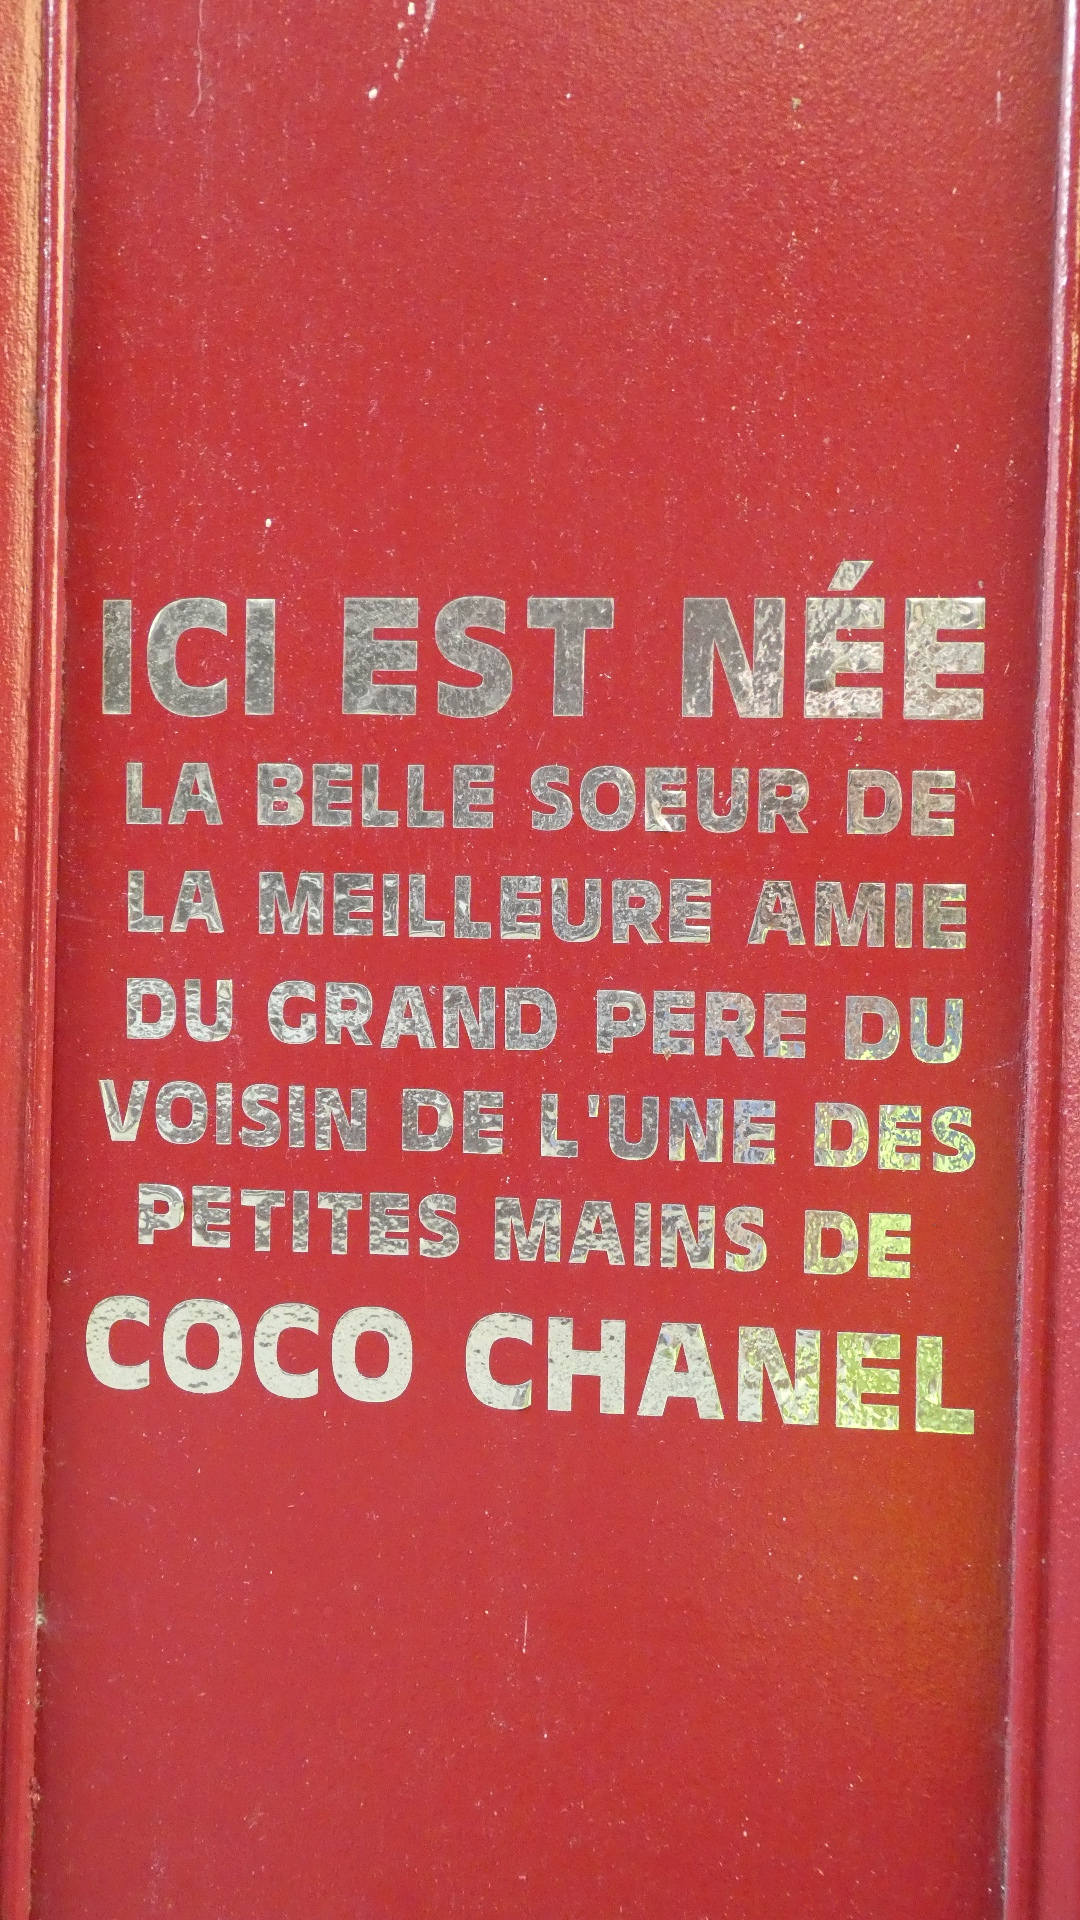 ICI EST NÉE
LA BELLE SOEUR DE
LA MEILLEURE AMIE
DU GRAND PERE DU
VOISIN DE L'UNE DES
PETITES MAINS DE
COCO CHANEL